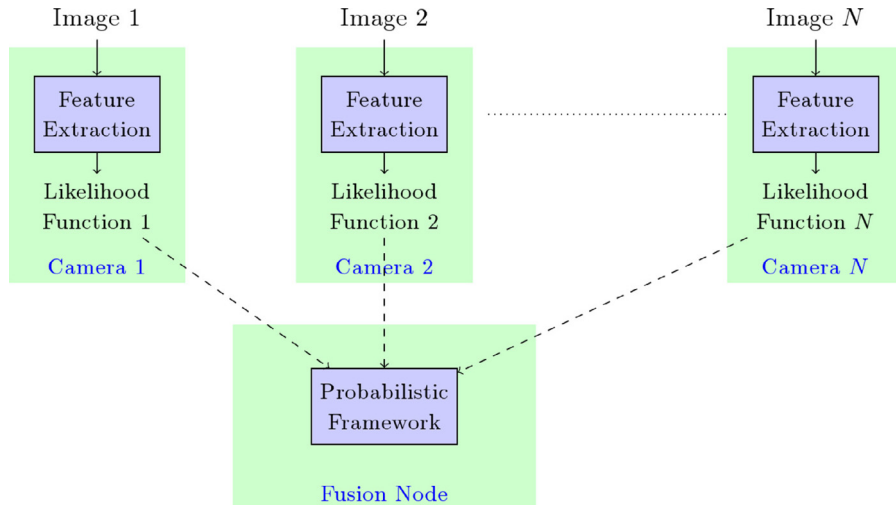 Image 1
Image 2
Image N
Feature
Extraction
Feature
Extraction
Feature
Extraction
Likelihood
Function 1
Likelihood
Function 2
Likelihood
Function N
Camera 1
Camera 2
Camera N
Probabilistic
Framework
Fusion Node